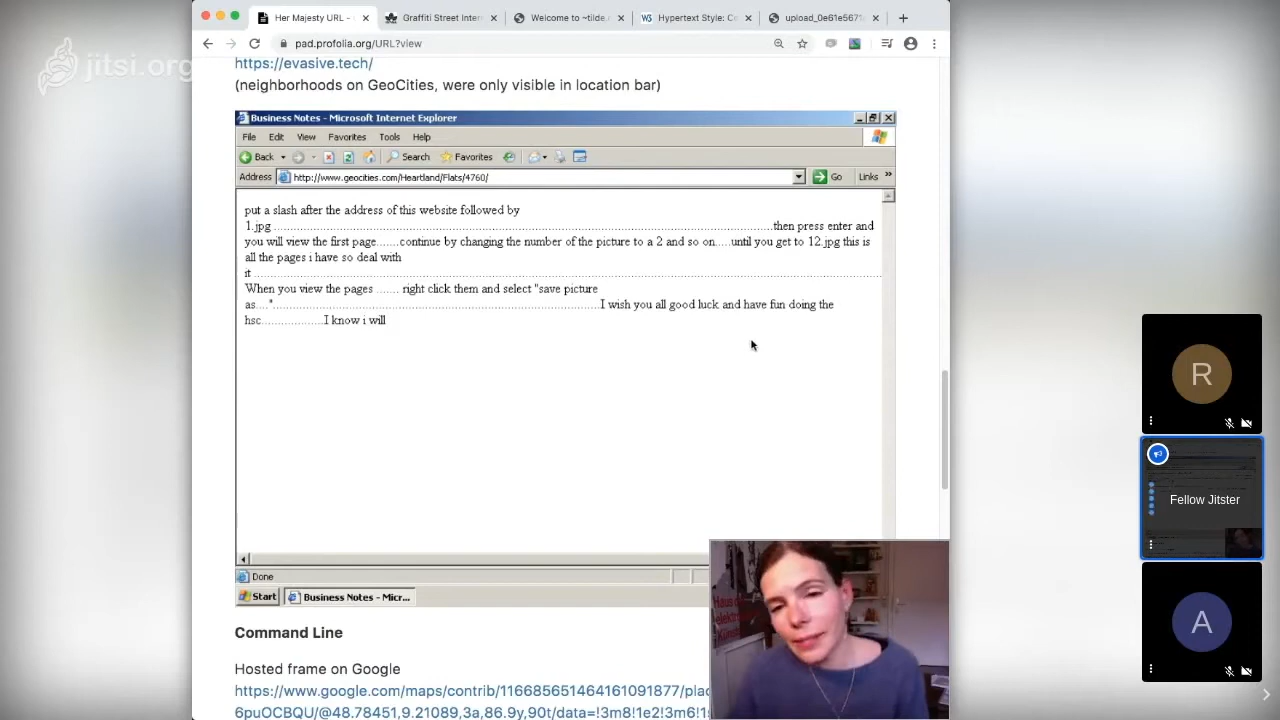 Her Majesty URL -
Graffiti Street Inter
Welcome to ~tilde.
Hypertext Style: Co
upload_0e61e5671
pad.profolia.org/URL?view
jitsi.org
https://evasive.tech/
(neighborhoods on GeoCities, were only visible in location bar)
Business Notes - Microsoft Internet Explorer
File Edit View Favorites Tools Help
Back Search Favorites
Address http://www.geocities.com/Heartland/Flats/4760/ Go Links »
put a slash after the address of this website followed by
1.jpg ........................................................................................................................then press enter and
you will view the first page.......continue by changing the number of the picture to a 2 and so on.....until you get to 12.jpg this is
all the pages i have so deal with
it ............................................................................................................................................................
When you view the pages ....... right click them and select "save picture
as...."..................................................................................I wish you all good luck and have fun doing the
hsc...................I know i will
Done
Start Business Notes - Micr...
Haus
Command Line
Hosted frame on Google
https://www.google.com/maps/contrib/116685651464161091877/plac
6puOCBQU/@48.78451,9.21089,3a,86.9y,90t/data=!3m8!1e2!3m6!1s
R
Fellow Jitster
A